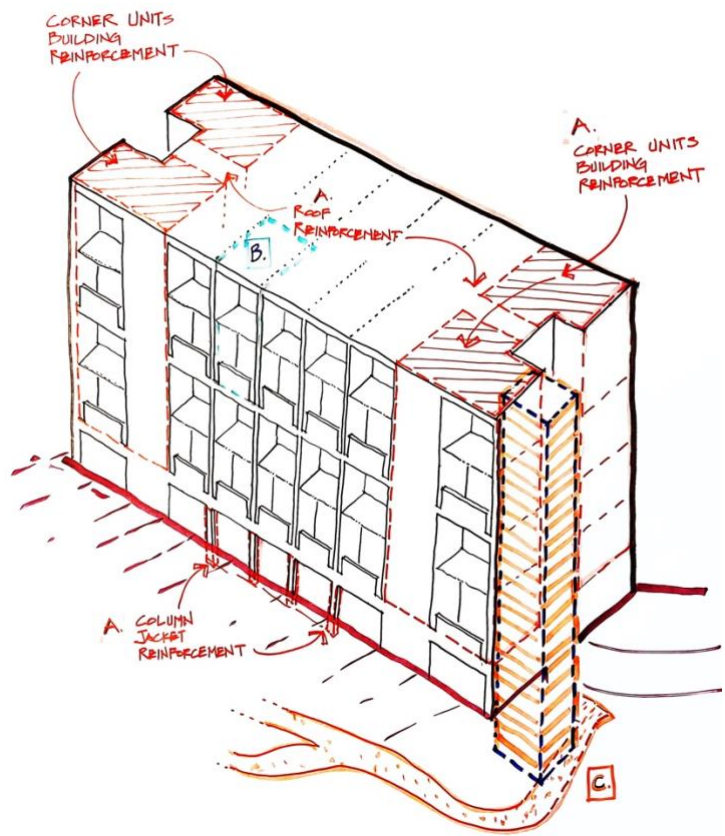 CORNER UNITS
BUILDING
REINFORCEMENT
A.
CORNER UNITS
BUILDING
REINFORCEMENT
A
ROOF
REINFORCEMENT
B.
A. COLUMN
JACKET
REINFORCEMENT
C.